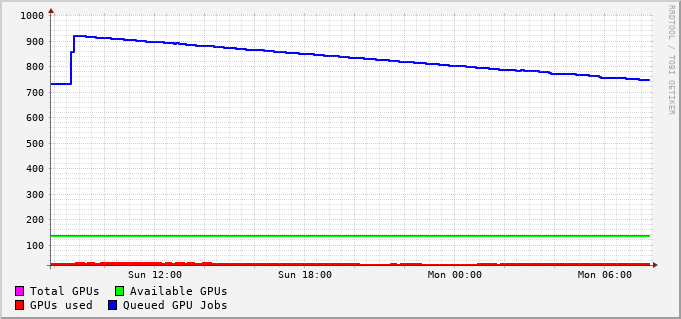 1000
900
800
700
600
500
400
300
200
100
Sun 12:00 Sun 18:00 Mon 00:00 Mon 06:00
Total GPUs Available GPUs
GPUs used Queued GPU Jobs
RRDTOOL / TOBI OETIKER